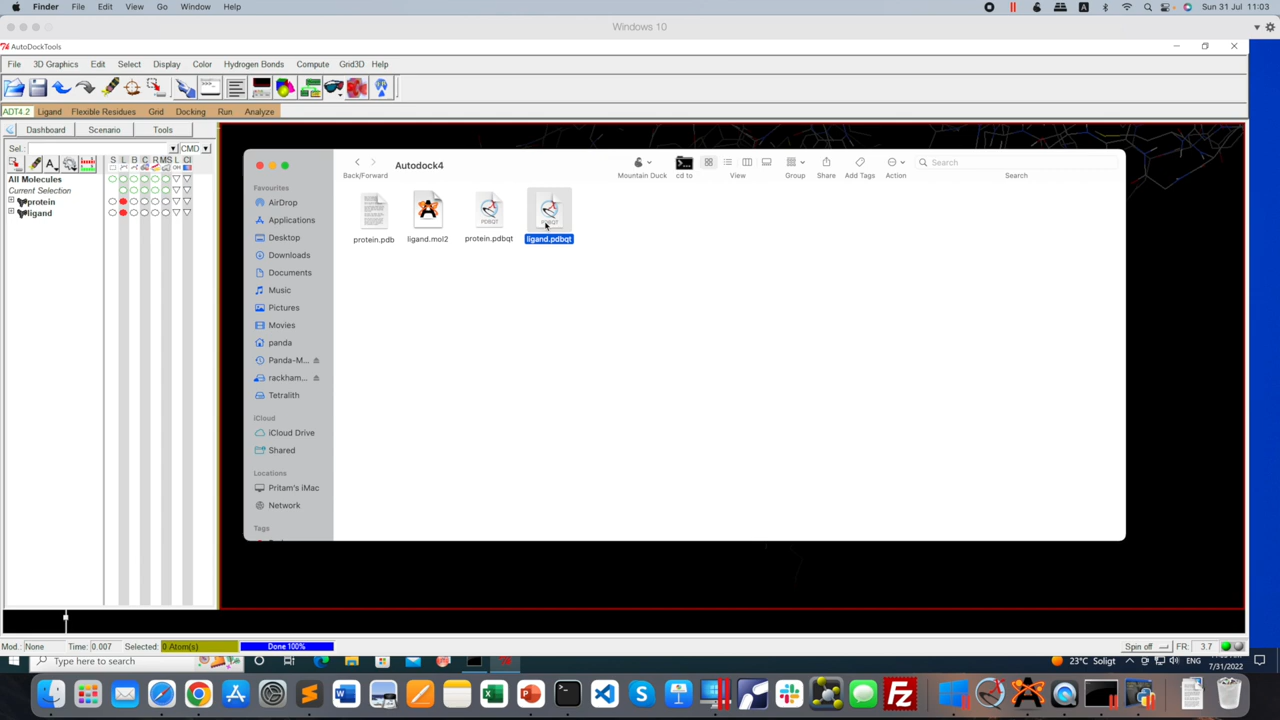 Finder File Edit View Go Window Help
A Sun 31 Jul 11:03
Windows 10
AutoDockTools
File 3D Graphics Edit Select Display Color Hydrogen Bonds Compute Grid3D Help
ADT4.2 Ligand Flexible Residues Grid Docking Run Analyze
Dashboard Scenario Tools
Sel.: CMD
S L B C R MS L Cl
All Molecules
Current Selection
protein
ligand
Autodock4
Back/Forward
Mountain Duck cd to View Group Share Add Tags Action Search
Search
Favourites
AirDrop
Applications
Desktop
Downloads
Documents
Music
Pictures
Movies
panda
Panda-M...
rackham...
Tetralith
iCloud
iCloud Drive
Shared
Locations
Pritam's iMac
Network
Tags
PDBQT
PDBQT
protein.pdb ligand.mol2 protein.pdbqt ligand.pdbqt
Mod.: None Time: 0.007 Selected: 0 Atom(s) Done 100% Spin off FR: 3.7
Type here to search
23°C Soligt ENG
7/31/2022